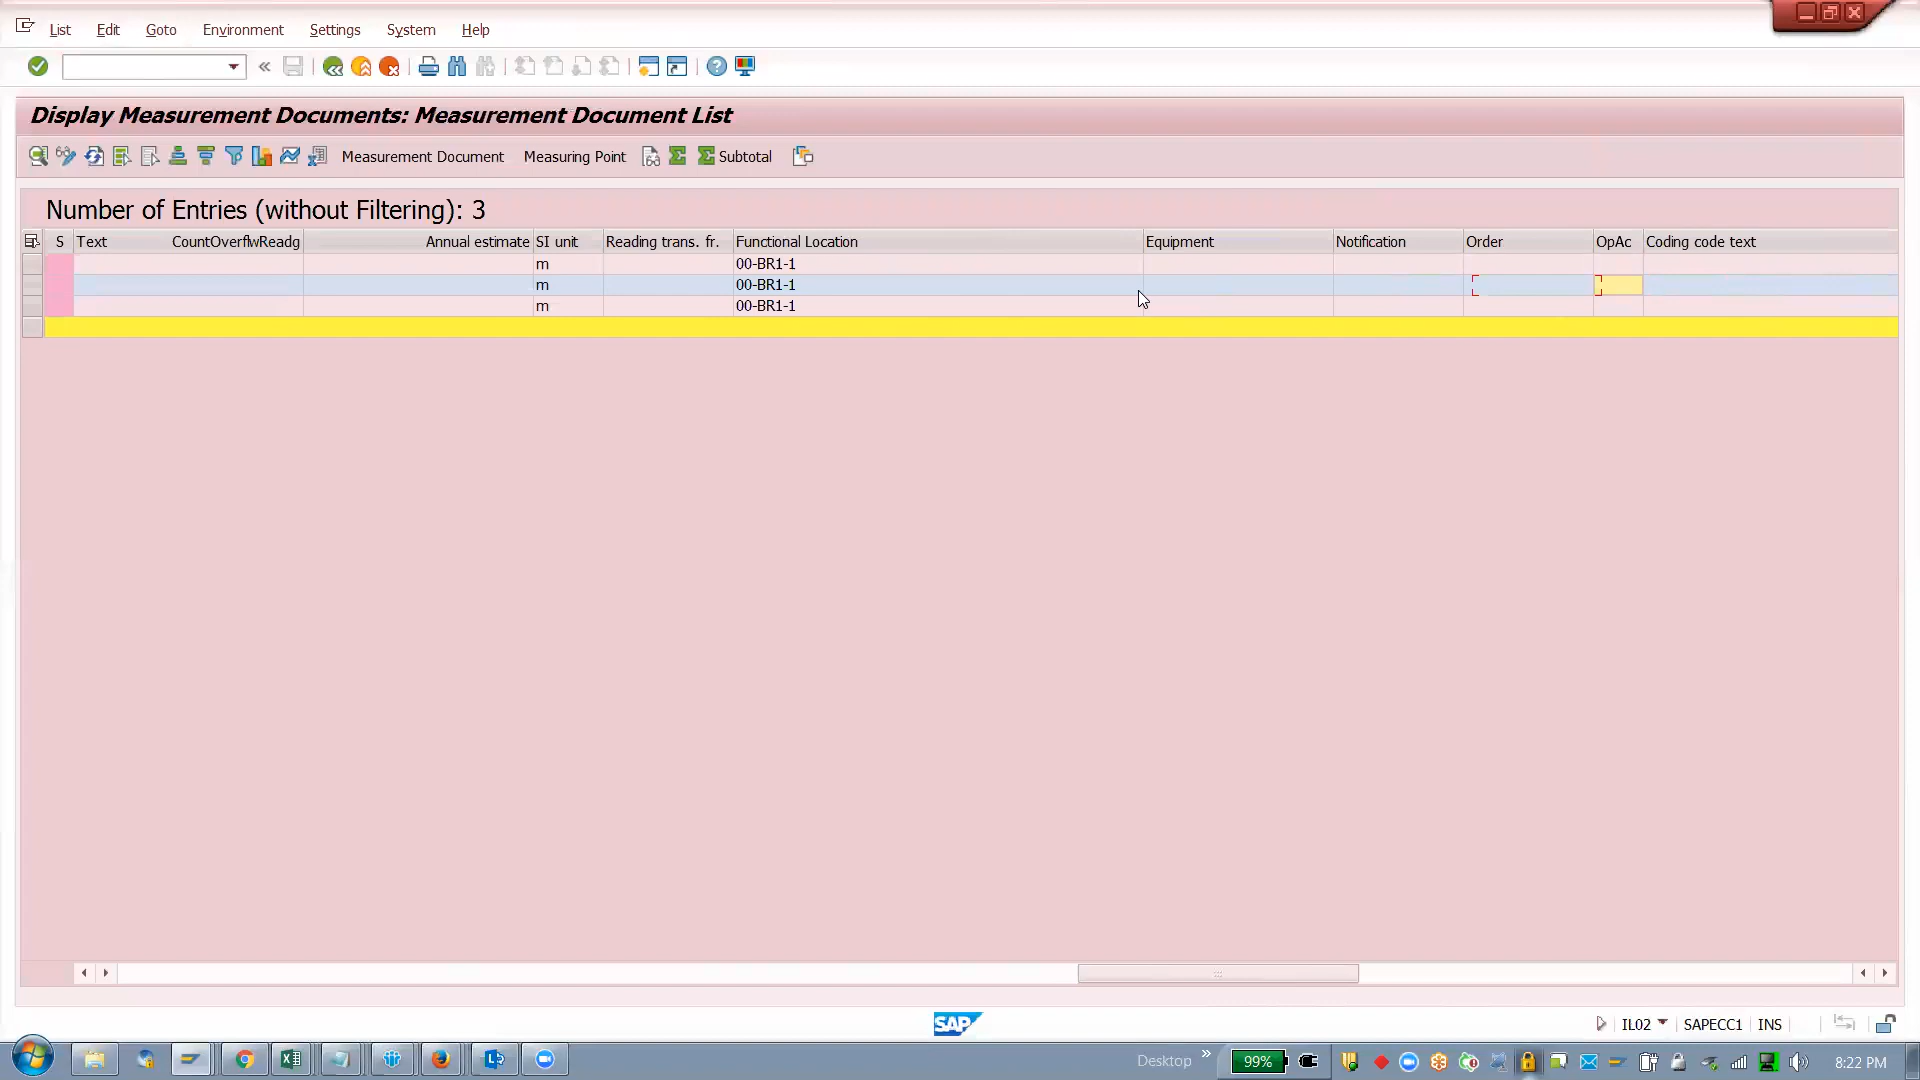 List Edit Goto Environment Settings System Help
Display Measurement Documents: Measurement Document List
Measurement Document Measuring Point Subtotal
Number of Entries (without Filtering): 3
S Text CountOverflwReadg Annual estimate SI unit Reading trans. fr. Functional Location Equipment Notification Order OpAc Coding code text
m 00-BR1-1
m 00-BR1-1
m 00-BR1-1
SAP IL02 SAPECC1 INS
Desktop 99% 8:22 PM